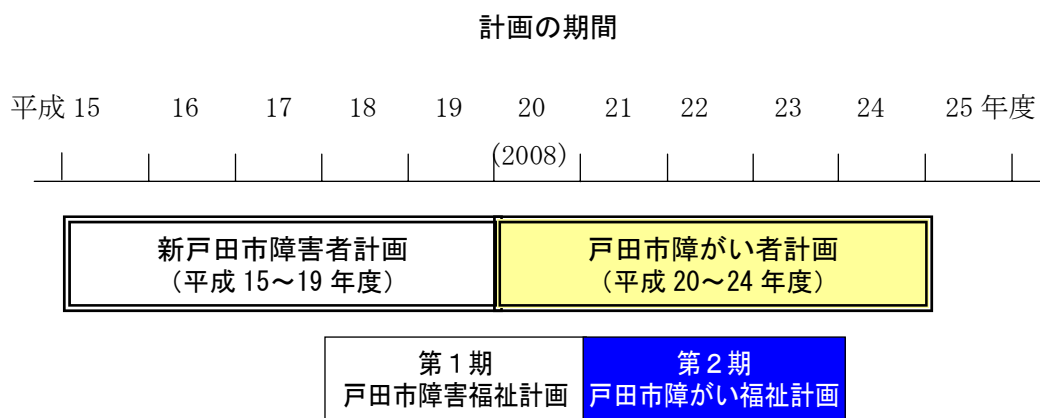 計画の期間
平成 15 16 17 18 19 20 21 22 23 24 25 年度
(2008)
新戸田市障害者計画
（平成 15～19 年度）
戸田市障がい者計画
（平成 20～24 年度）
第１期
戸田市障害福祉計画
第２期
戸田市障がい福祉計画